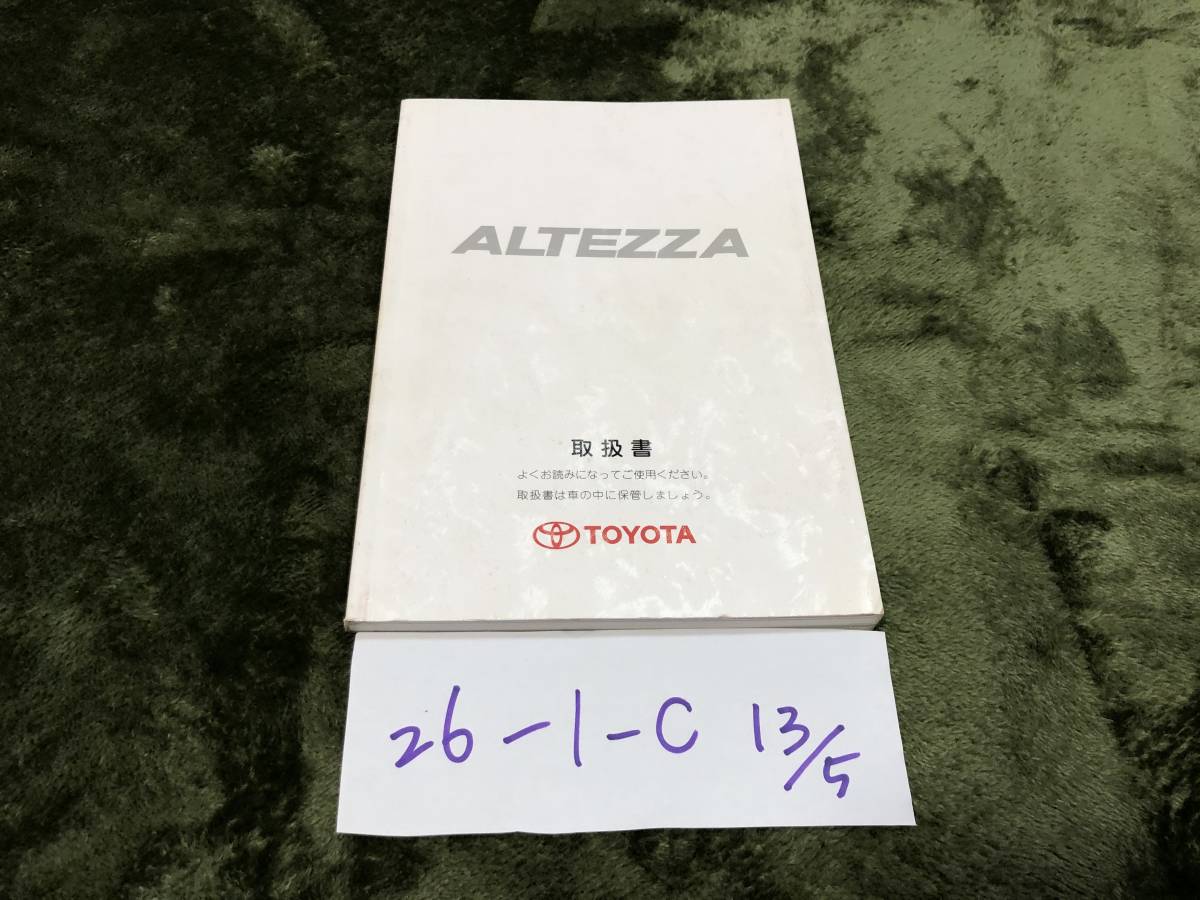 ALTEZZA
取扱書
よくお読みになってご使用ください。
取扱書は車の中に保管しましょう。
TOYOTA
26-1-C 13/5